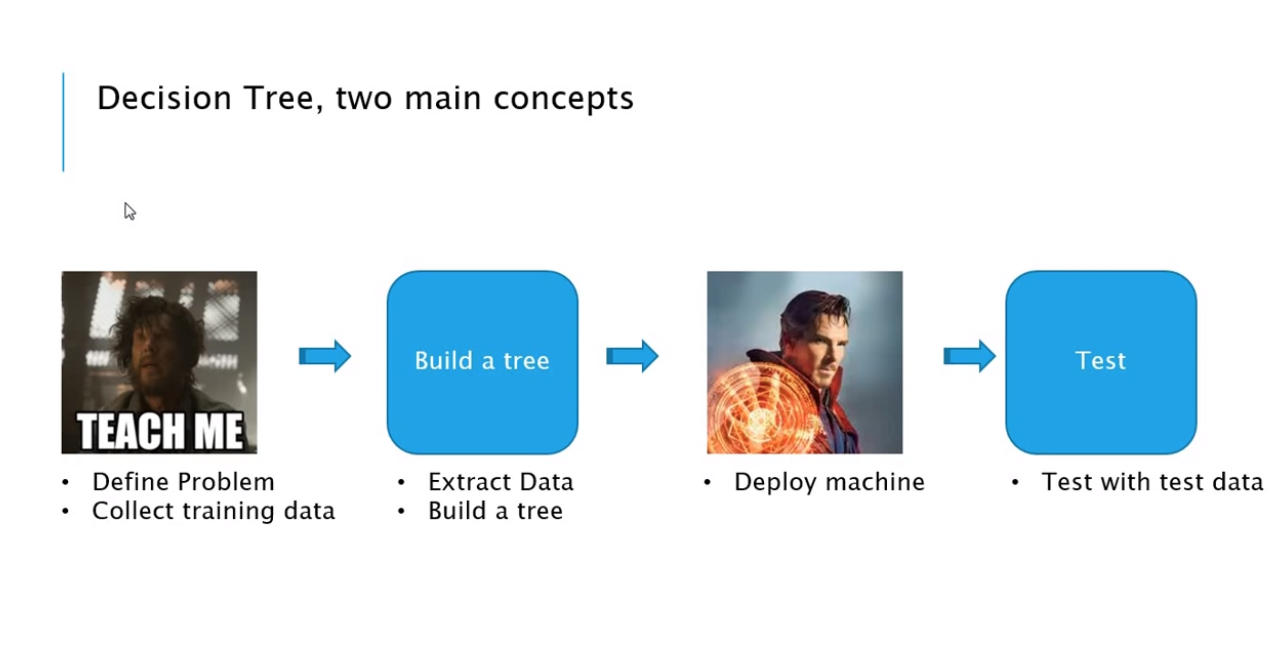 Decision Tree, two main concepts
TEACH ME
Build a tree
Test
• Define Problem
• Collect training data
• Extract Data
• Build a tree
• Deploy machine
• Test with test data